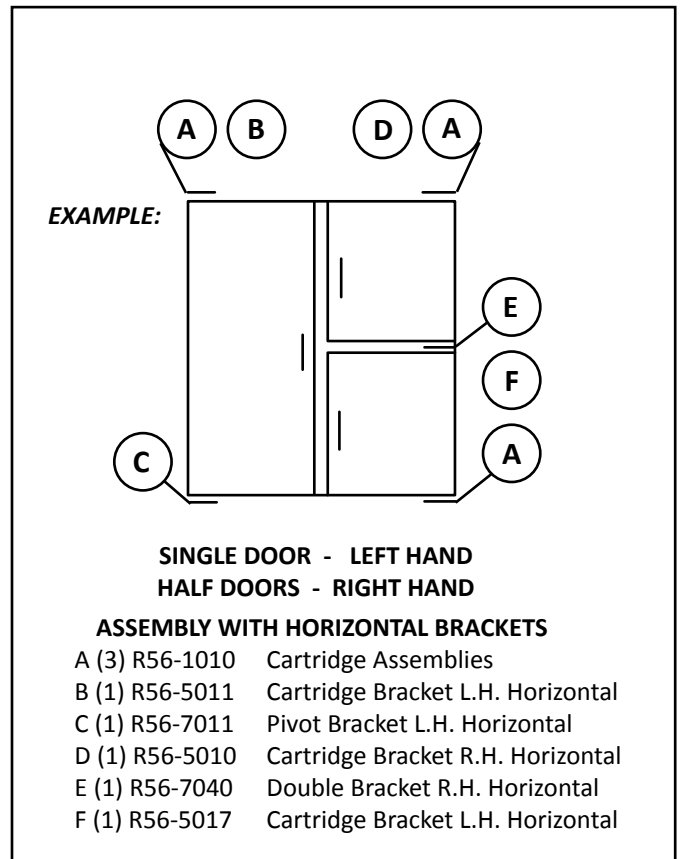 A B D A
EXAMPLE:
E
F
C A
SINGLE DOOR - LEFT HAND
HALF DOORS - RIGHT HAND
ASSEMBLY WITH HORIZONTAL BRACKETS
A (3) R56-1010 Cartridge Assemblies
B (1) R56-5011 Cartridge Bracket L.H. Horizontal
C (1) R56-7011 Pivot Bracket L.H. Horizontal
D (1) R56-5010 Cartridge Bracket R.H. Horizontal
E (1) R56-7040 Double Bracket R.H. Horizontal
F (1) R56-5017 Cartridge Bracket L.H. Horizontal